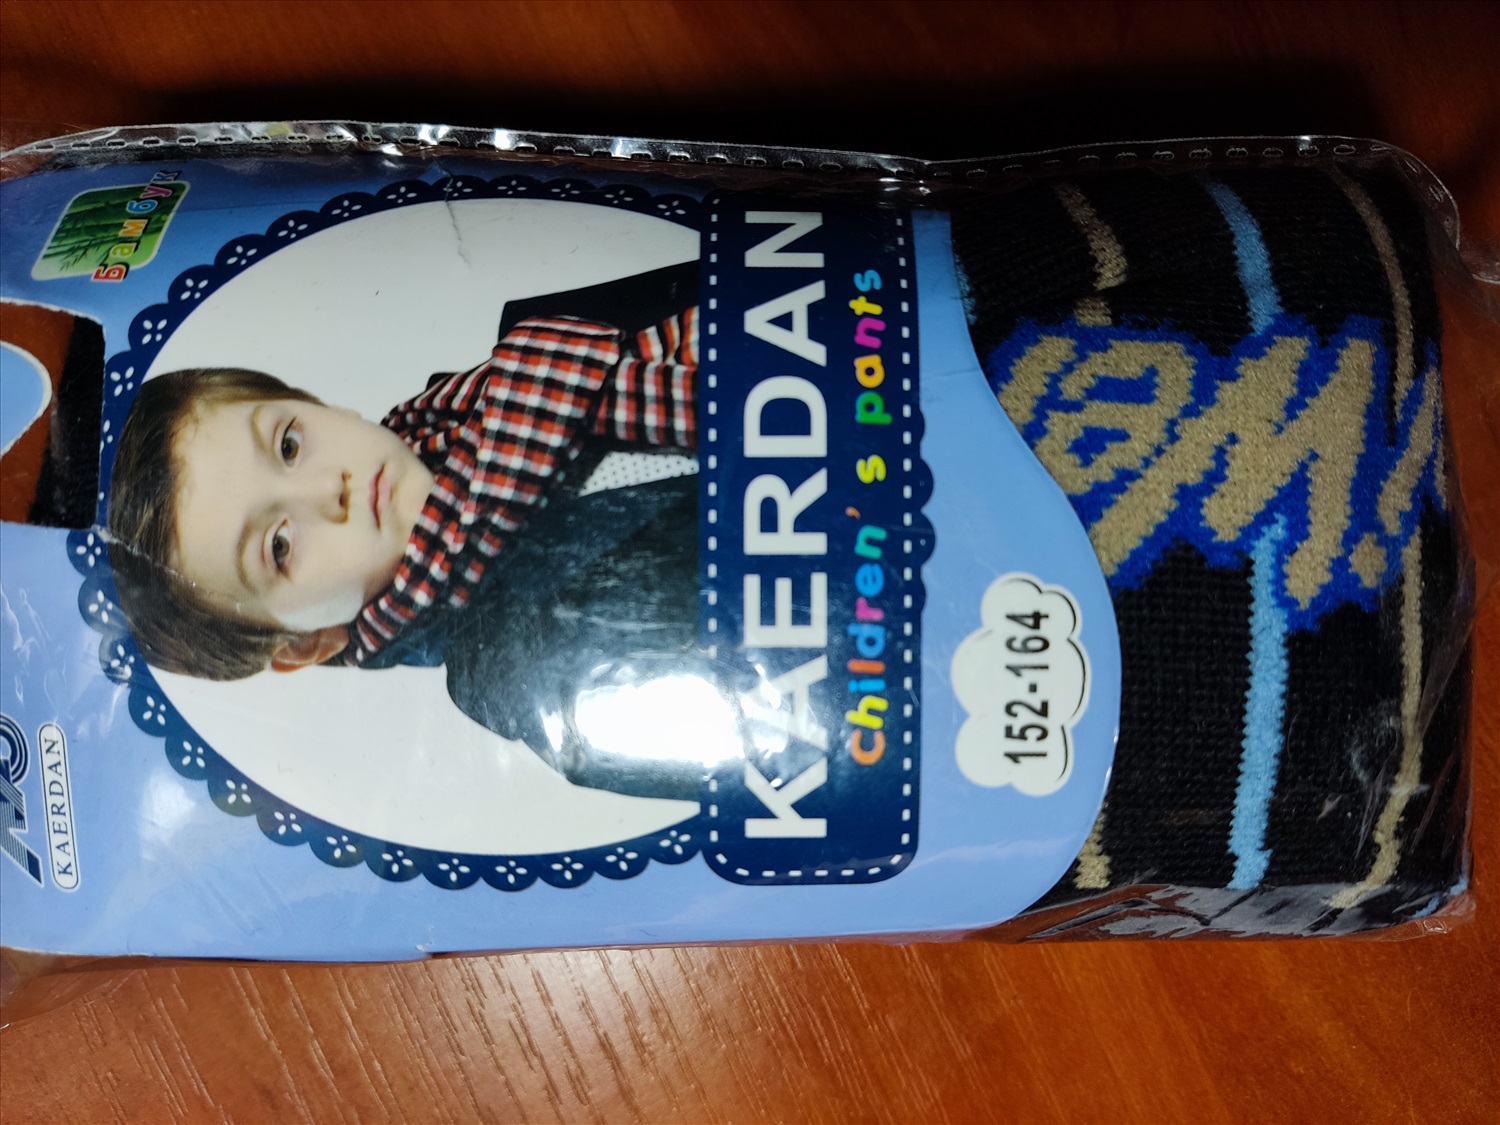 Бамбук
KAERDAN
KAERDAN
children's pants
152-164